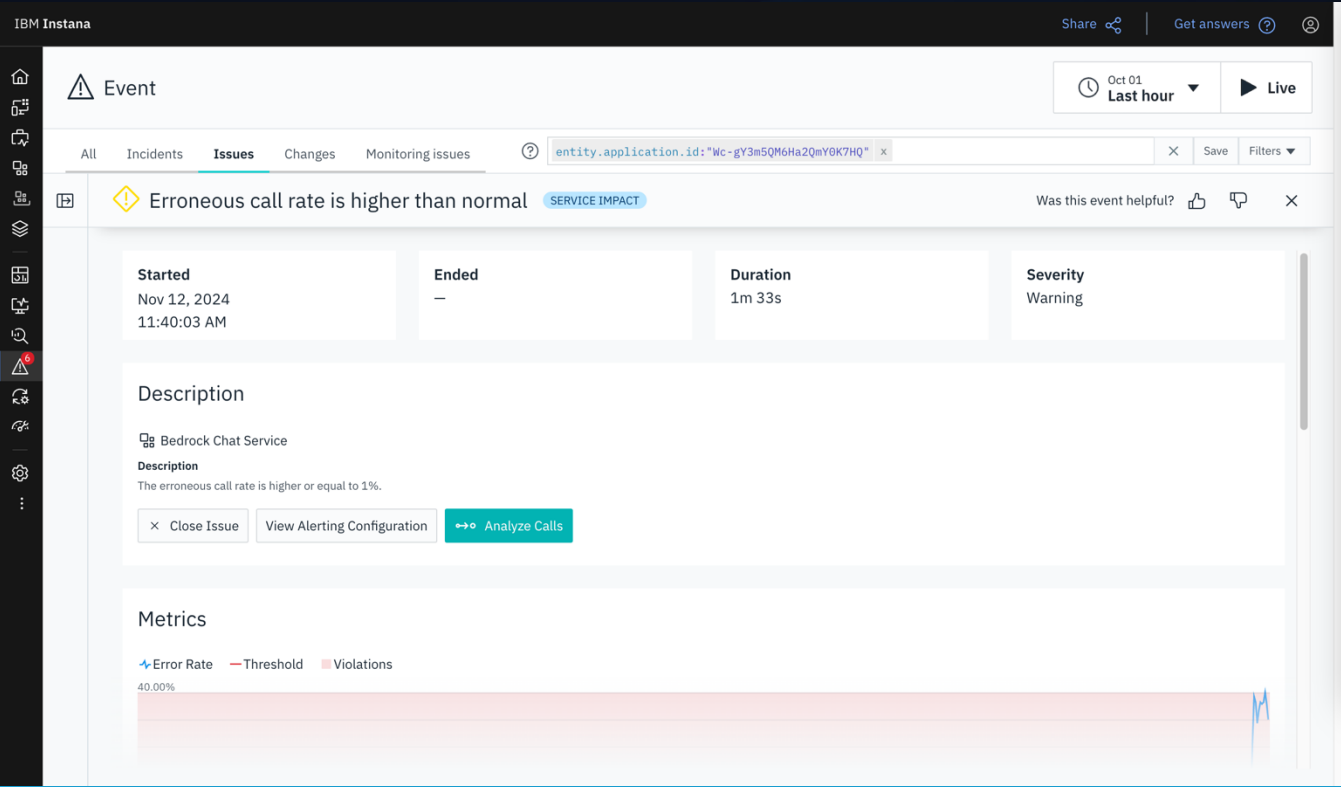 IBM Instana
Share
Get answers
Event
Oct 01
Last hour
Live
All
Incidents
Issues
Changes
Monitoring issues
entity.application.id:"Wc-gY3m5QM6Ha2QmY0K7HQ" x
Save
Filters
Erroneous call rate is higher than normal
SERVICE IMPACT
Was this event helpful?
Started
Nov 12, 2024
11:40:03 AM
Ended
—
Duration
1m 33s
Severity
Warning
6
Description
Bedrock Chat Service
Description
The erroneous call rate is higher or equal to 1%.
Close Issue
View Alerting Configuration
Analyze Calls
Metrics
Error Rate
Threshold
Violations
40.00%